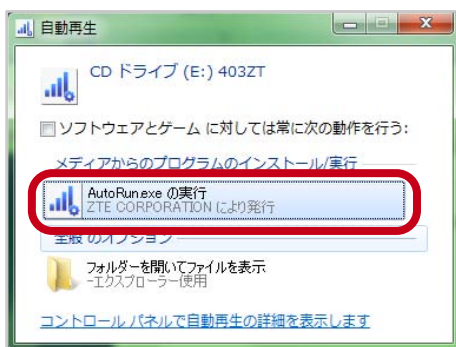 自動再生
CD ドライブ (E:) 403ZT
ソフトウェアとゲーム に対しては常に次の動作を行う:
メディアからのプログラムのインストール/実行
AutoRun.exe の実行
ZTE CORPORATION により発行
全般 のオプション
フォルダーを開いてファイルを表示
-エクスプローラー使用
コントロール パネルで自動再生の詳細を表示します